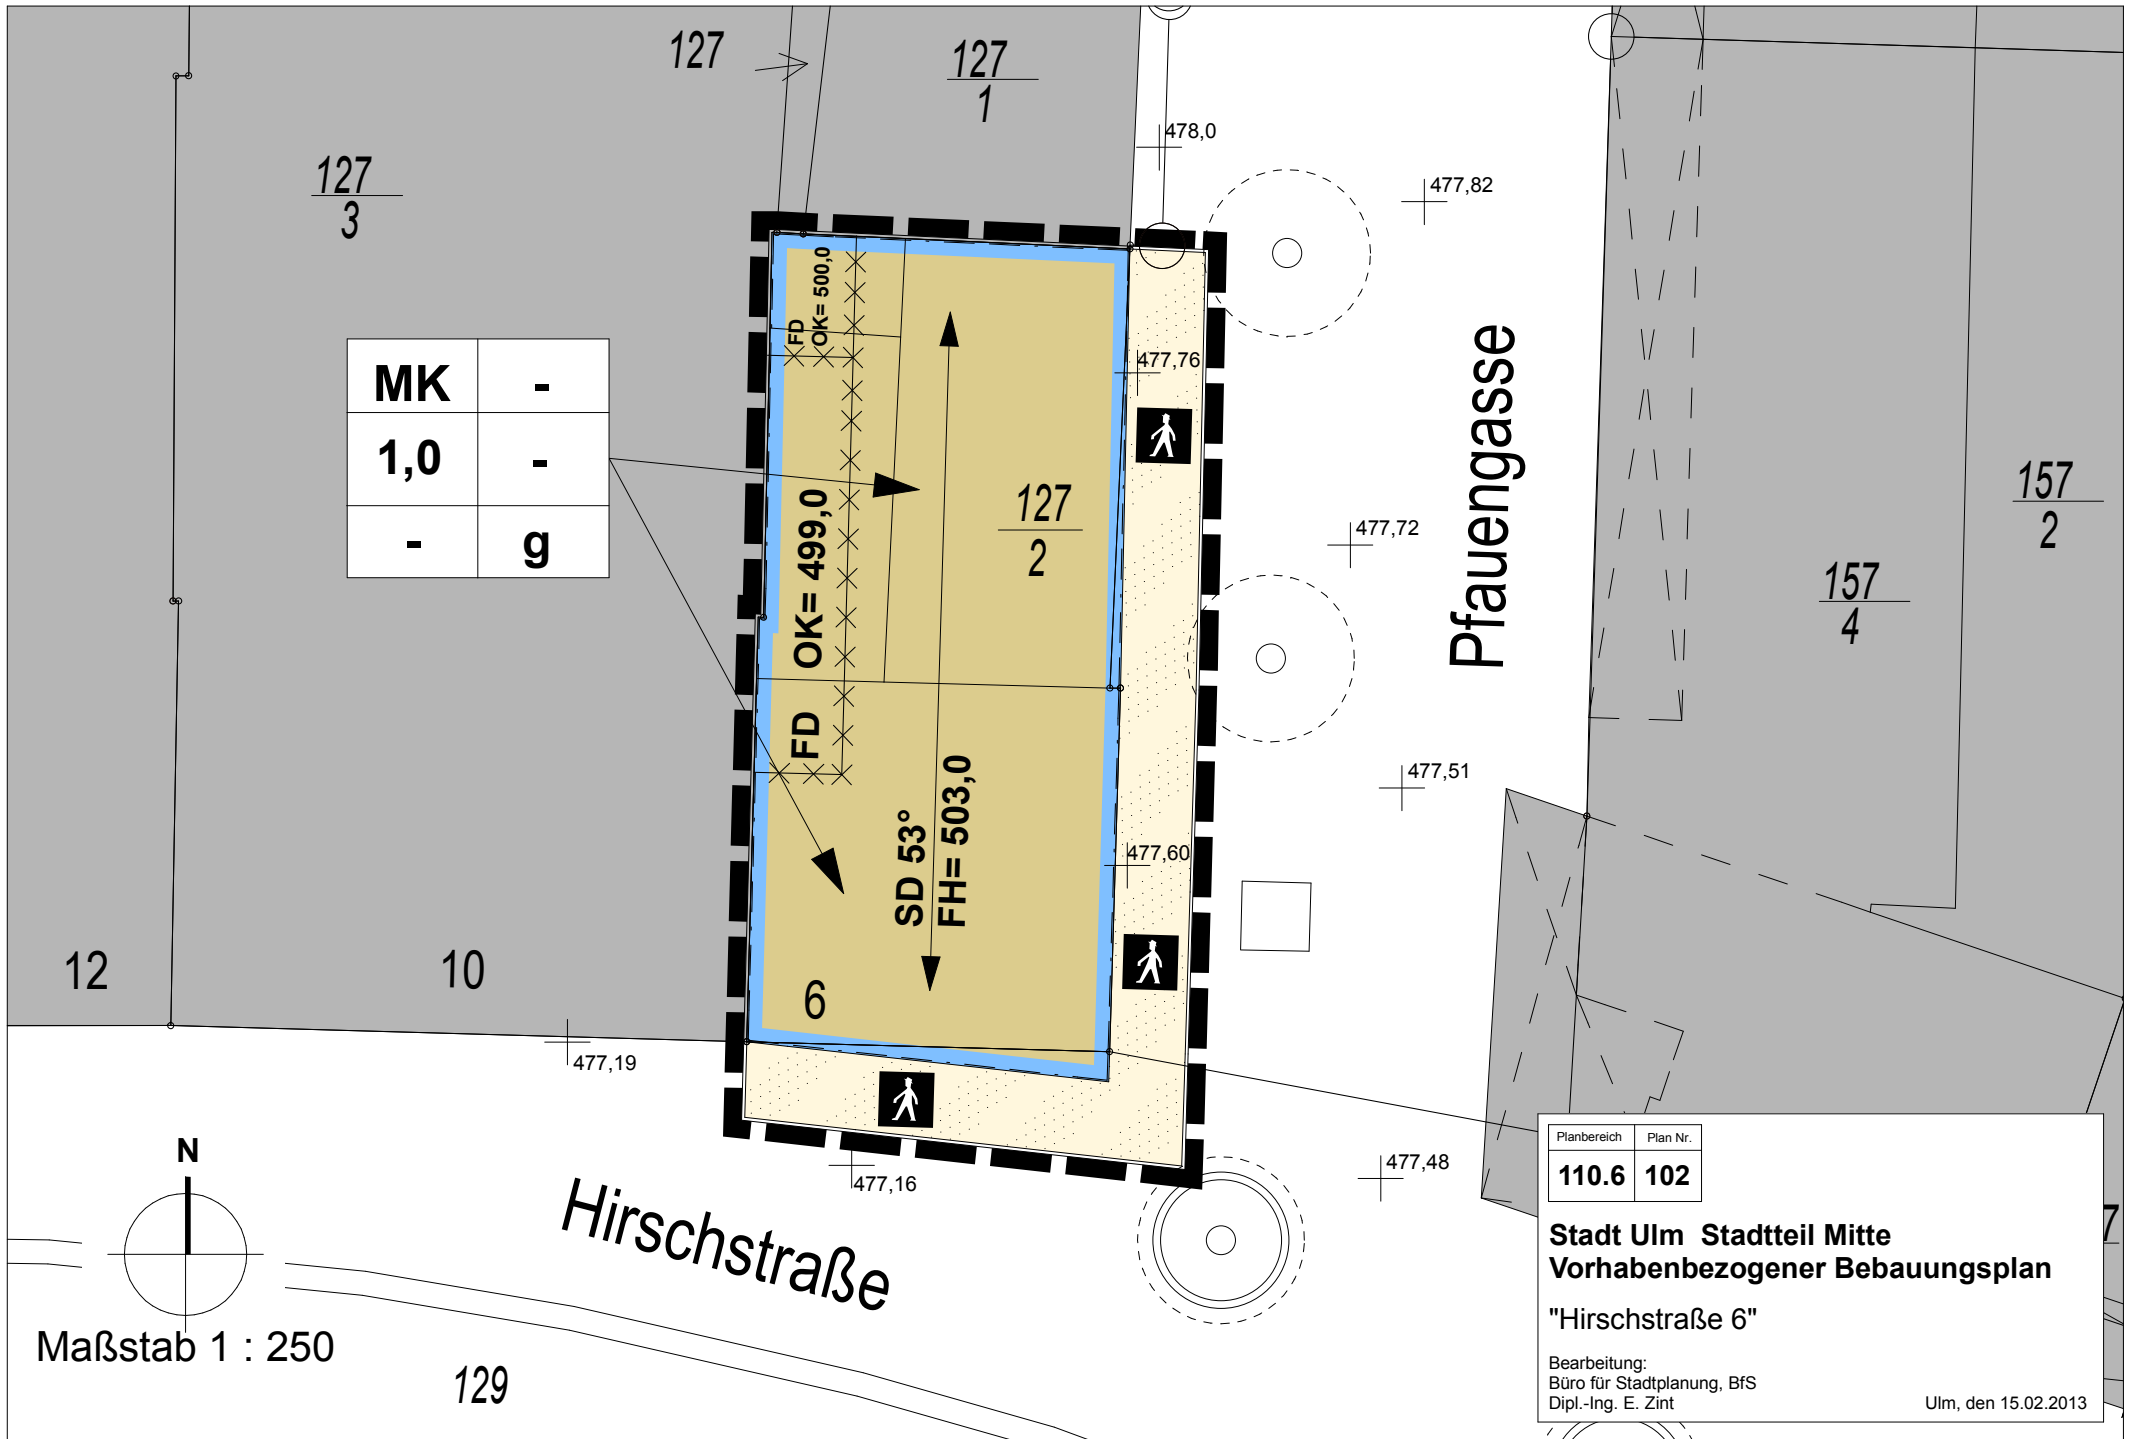 127
127
1
478,0
127
3
477,82
FD
OK= 500,0
MK -
1,0 -
- g
477,76
Pfauengasse
157
2
127
2
477,72
157
4
FD OK= 499,0
477,51
SD 53°
FH= 503,0
477,60
12
10
6
477,19
477,16
477,48
N
Hirschstraße
Maßstab 1 : 250
129
Planbereich Plan Nr.
110.6 102
7
Stadt Ulm Stadtteil Mitte
Vorhabenbezogener Bebauungsplan
"Hirschstraße 6"
Bearbeitung:
Büro für Stadtplanung, BfS
Dipl.-Ing. E. Zint Ulm, den 15.02.2013